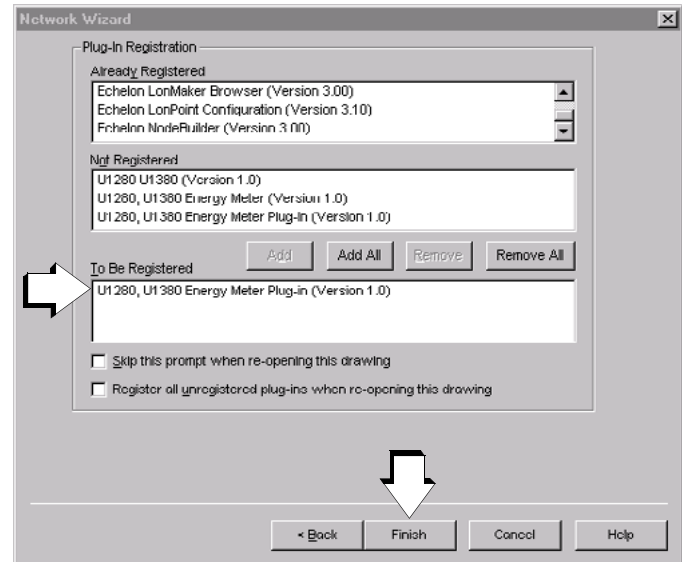 Network Wizard
Plug-In Registration
Already Registered
Echelon LonMaker Browser (Version 3.00)
Echelon LonPoint Configuration (Version 3.10)
Echelon NodeBuilder (Version 3.00)
Not Registered
U1280 U1380 (Version 1.0)
U1280, U1380 Energy Meter (Version 1.0)
U1280, U1380 Energy Meter Plug-In (Version 1.0)
Add Add All Remove Remove All
To Be Registered
U1280, U1380 Energy Meter Plug-in (Version 1.0)
Skip this prompt when re-opening this drawing
Register all unregistered plug-ins when re-opening this drawing
< Back Finish Cancel Help